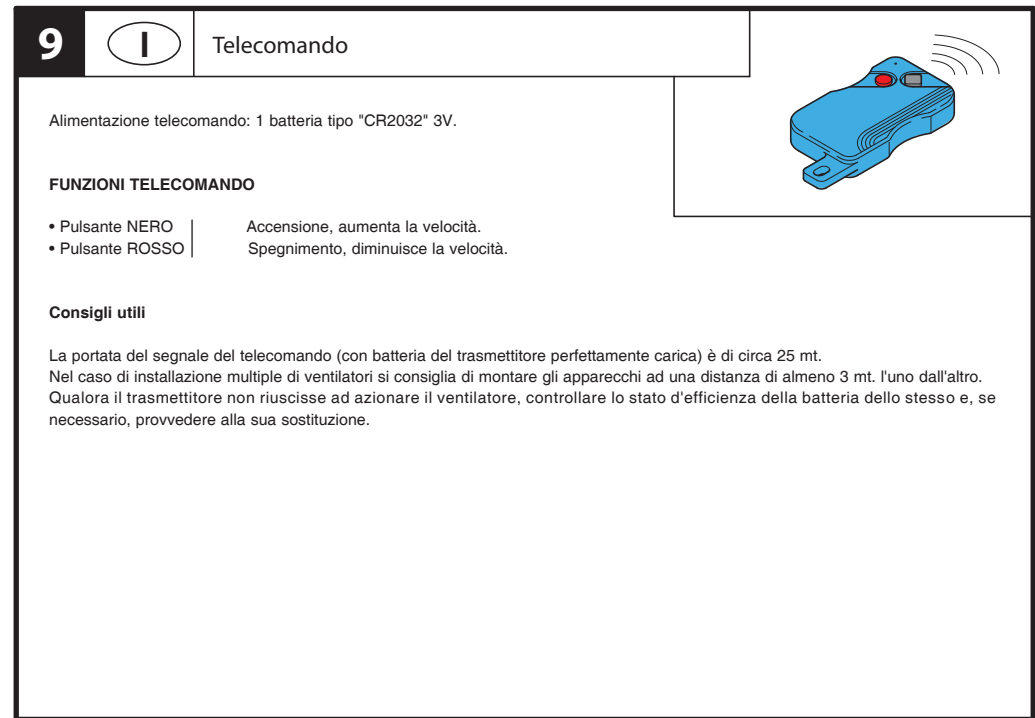 9
I
Telecomando
Alimentazione telecomando: 1 batteria tipo "CR2032" 3V.
FUNZIONI TELECOMANDO
• Pulsante NERO | Accensione, aumenta la velocità.
• Pulsante ROSSO | Spegnimento, diminuisce la velocità.
Consigli utili
La portata del segnale del telecomando (con batteria del trasmettitore perfettamente carica) è di circa 25 mt.
Nel caso di installazione multiple di ventilatori si consiglia di montare gli apparecchi ad una distanza di almeno 3 mt. l'uno dall'altro.
Qualora il trasmettitore non riuscisse ad azionare il ventilatore, controllare lo stato d'efficienza della batteria dello stesso e, se
necessario, provvedere alla sua sostituzione.